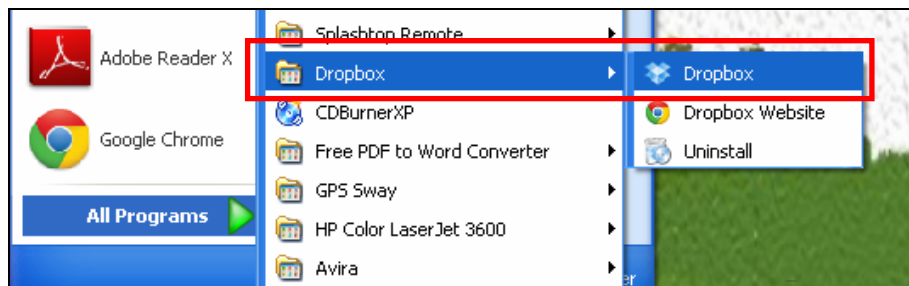 Adobe Reader X
Google Chrome
All Programs
Splashtop Remote
Dropbox
CDBurnerXP
Free PDF to Word Converter
GPS Sway
HP Color LaserJet 3600
Avira
Dropbox
Dropbox Website
Uninstall